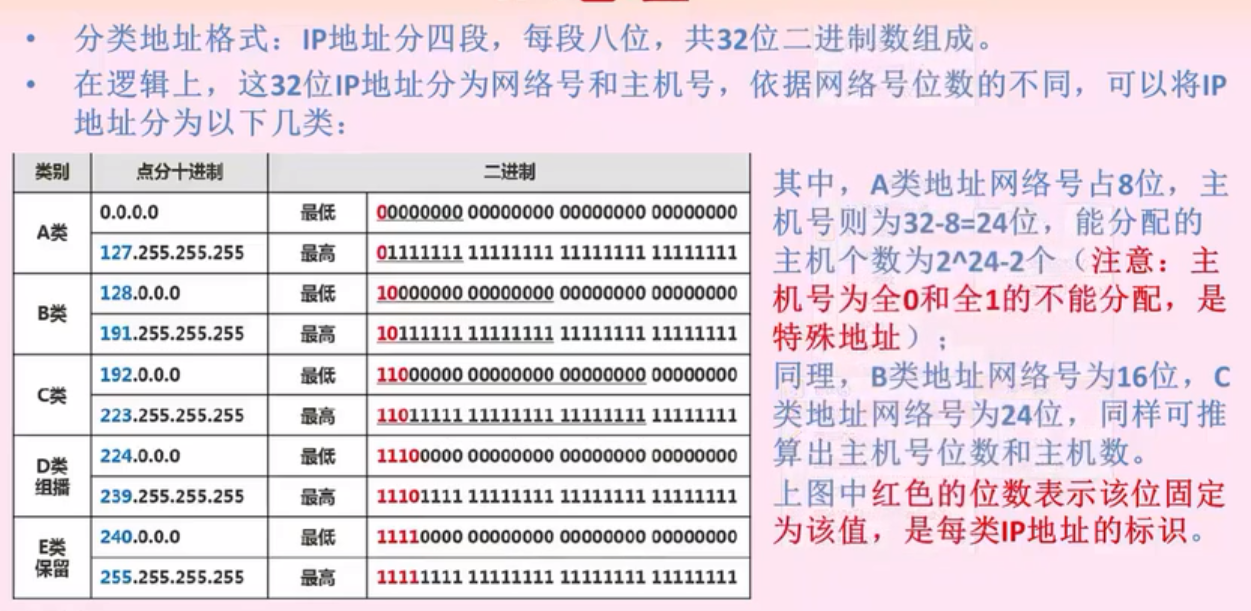 • 分类地址格式：IP地址分四段，每段八位，共32位二进制数组成。
• 在逻辑上，这32位IP地址分为网络号和主机号，依据网络号位数的不同，可以将IP
地址分为以下几类：
类别 点分十进制 二进制
A类 0.0.0.0 最低 00000000 00000000 00000000 00000000
127.255.255.255 最高 01111111 11111111 11111111 11111111
B类 128.0.0.0 最低 10000000 00000000 00000000 00000000
191.255.255.255 最高 10111111 11111111 11111111 11111111
C类 192.0.0.0 最低 11000000 00000000 00000000 00000000
223.255.255.255 最高 11011111 11111111 11111111 11111111
D类
组播 224.0.0.0 最低 11100000 00000000 00000000 00000000
239.255.255.255 最高 11101111 11111111 11111111 11111111
E类
保留 240.0.0.0 最低 11110000 00000000 00000000 00000000
255.255.255.255 最高 11111111 11111111 11111111 11111111
其中，A类地址网络号占8位，主
机号则为32-8=24位，能分配的
主机个数为2^24-2个（注意：主
机号为全0和全1的不能分配，是
特殊地址）；
同理，B类地址网络号为16位，C
类地址网络号为24位，同样可推
算出主机号位数和主机数。
上图中红色的位数表示该位固定
为该值，是每类IP地址的标识。